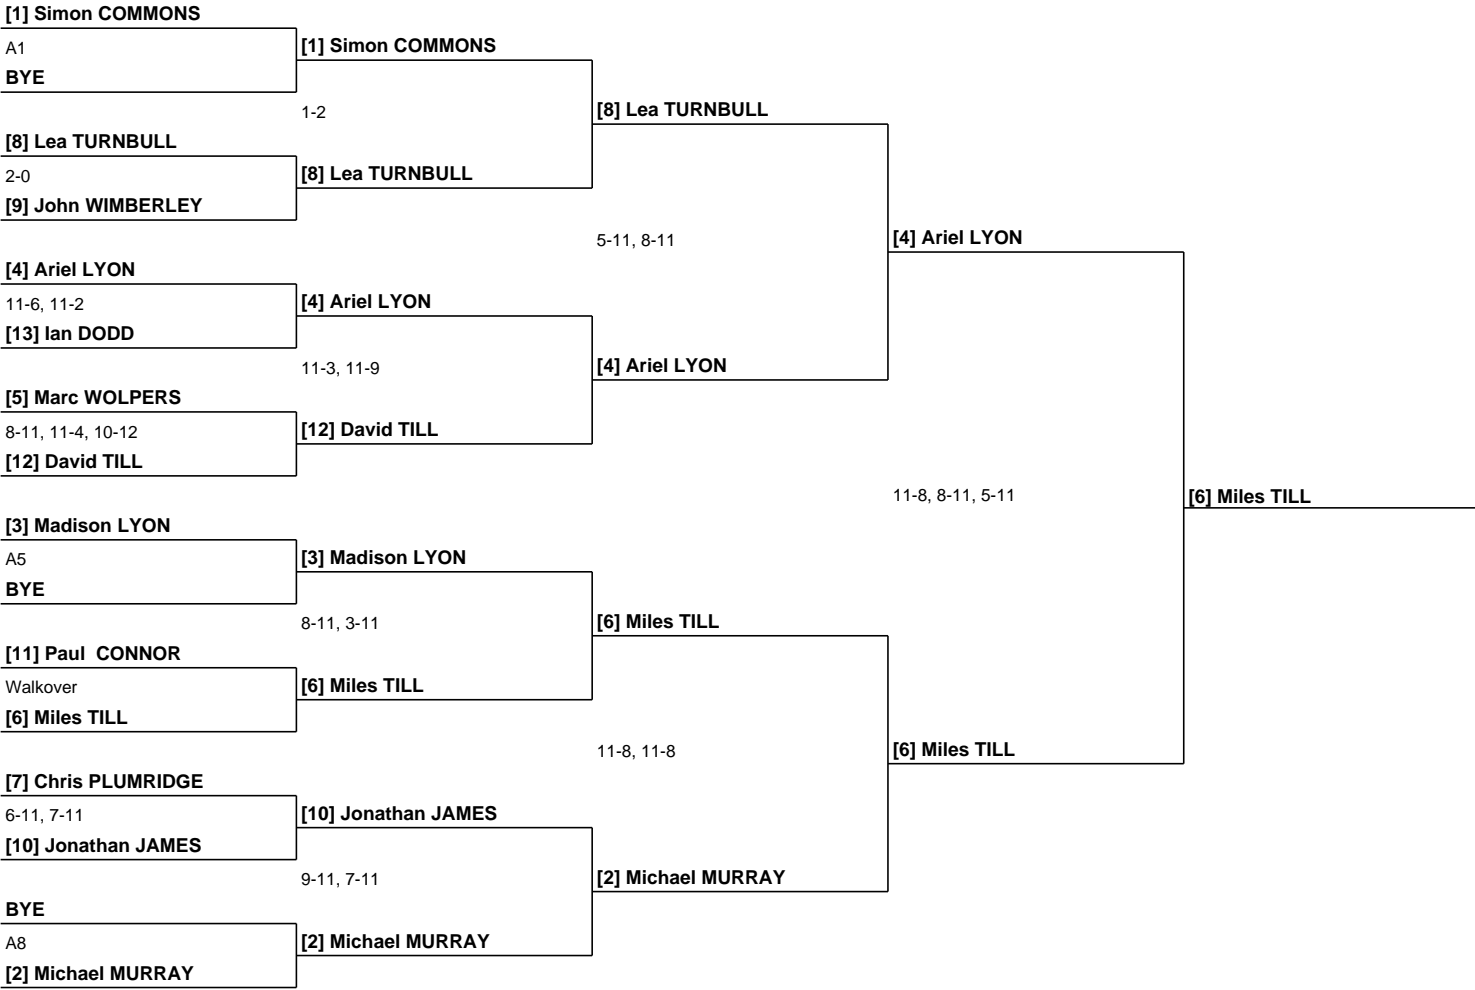 [1] Simon COMMONS
A1
BYE
[8] Lea TURNBULL
2-0
[9] John WIMBERLEY
[4] Ariel LYON
11-6, 11-2
[13] Ian DODD
[5] Marc WOLPERS
8-11, 11-4, 10-12
[12] David TILL
[3] Madison LYON
A5
BYE
[11] Paul  CONNOR
Walkover
[6] Miles TILL
[7] Chris PLUMRIDGE
6-11, 7-11
[10] Jonathan JAMES
BYE
A8
[2] Michael MURRAY
[1] Simon COMMONS
1-2
[8] Lea TURNBULL
[4] Ariel LYON
11-3, 11-9
[12] David TILL
[3] Madison LYON
8-11, 3-11
[6] Miles TILL
[10] Jonathan JAMES
9-11, 7-11
[2] Michael MURRAY
[8] Lea TURNBULL
5-11, 8-11
[4] Ariel LYON
[6] Miles TILL
11-8, 11-8
[2] Michael MURRAY
[4] Ariel LYON
11-8, 8-11, 5-11
[6] Miles TILL
[6] Miles TILL